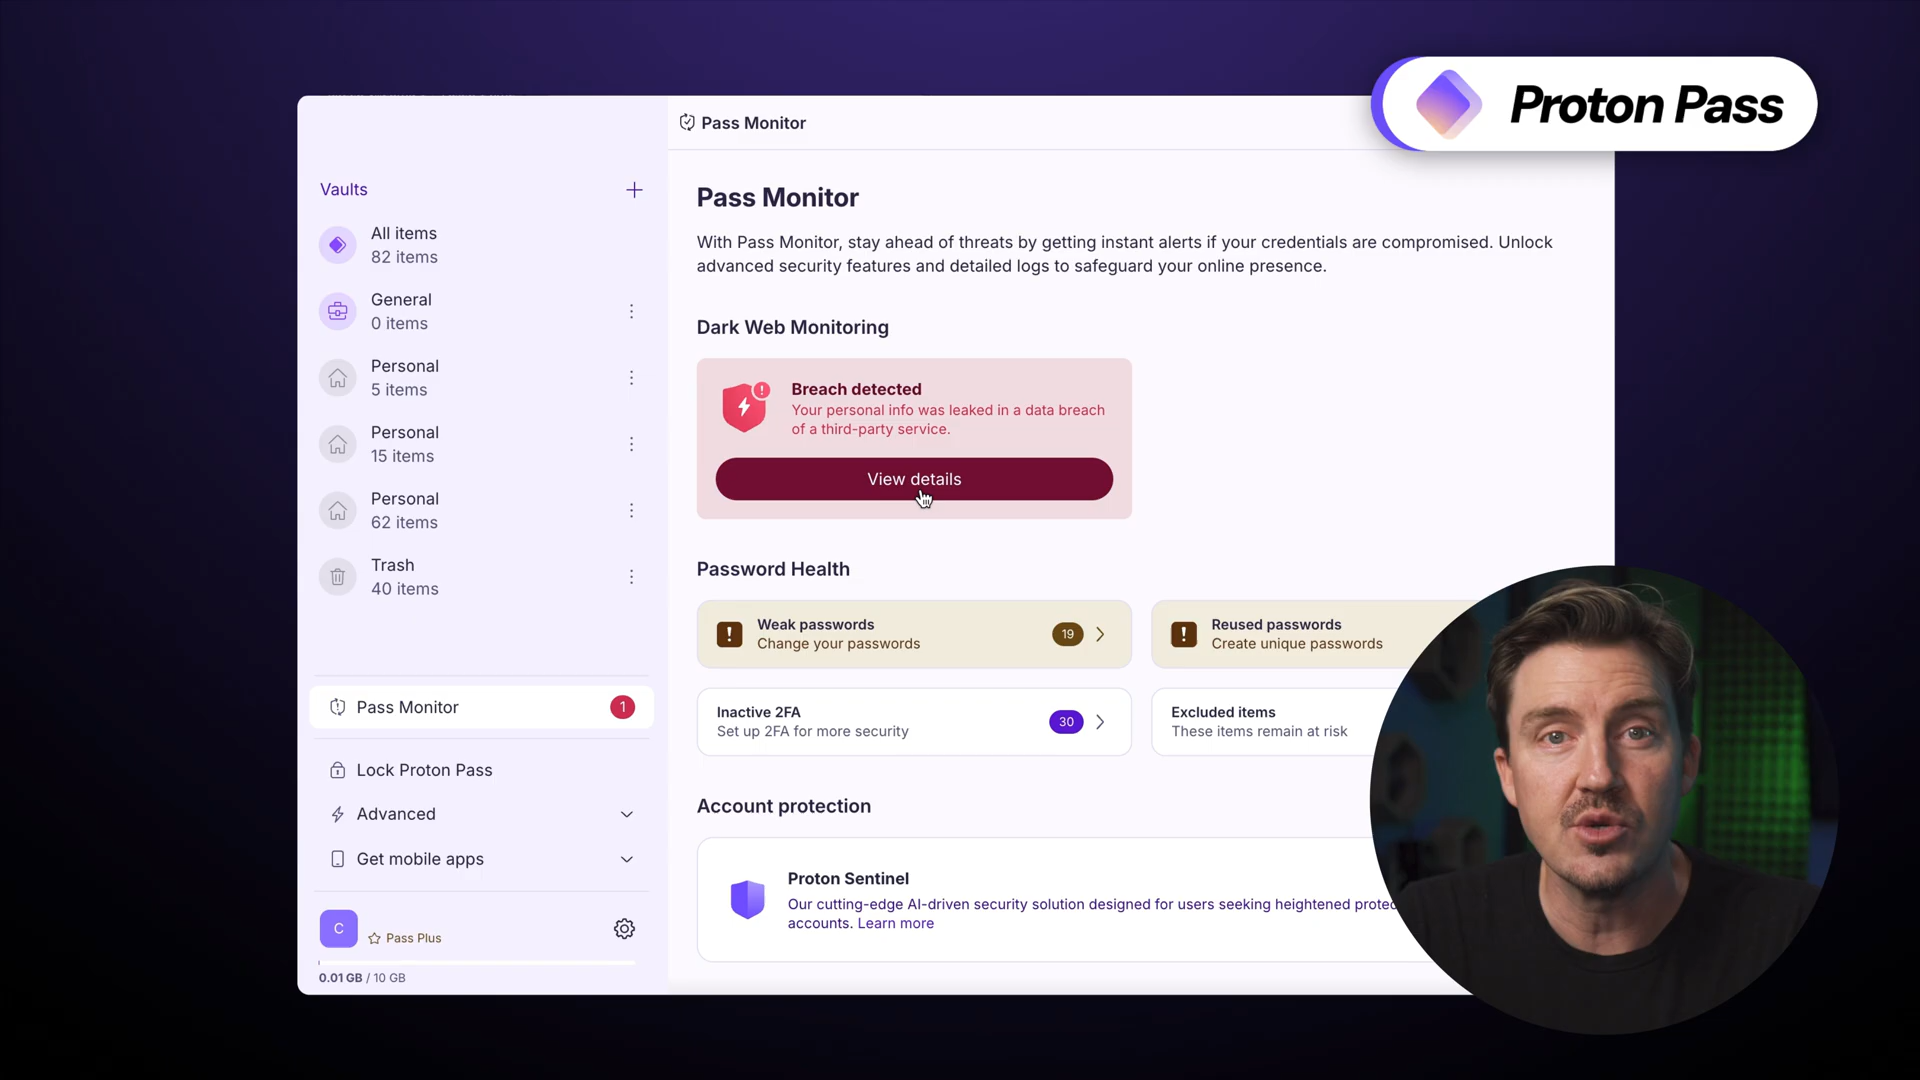 Proton Pass
Pass Monitor
Vaults
All items
82 items
General
0 items
Personal
5 items
Personal
15 items
Personal
62 items
Trash
40 items
Pass Monitor
1
Lock Proton Pass
Advanced
Get mobile apps
C
Pass Plus
0.01 GB / 10 GB
Pass Monitor
With Pass Monitor, stay ahead of threats by getting instant alerts if your credentials are compromised. Unlock
advanced security features and detailed logs to safeguard your online presence.
Dark Web Monitoring
Breach detected
Your personal info was leaked in a data breach
of a third-party service.
View details
Password Health
Weak passwords
Change your passwords
19
Reused passwords
Create unique passwords
Inactive 2FA
Set up 2FA for more security
30
Excluded items
These items remain at risk
Account protection
Proton Sentinel
Our cutting-edge AI-driven security solution designed for users seeking heightened
accounts. Learn more